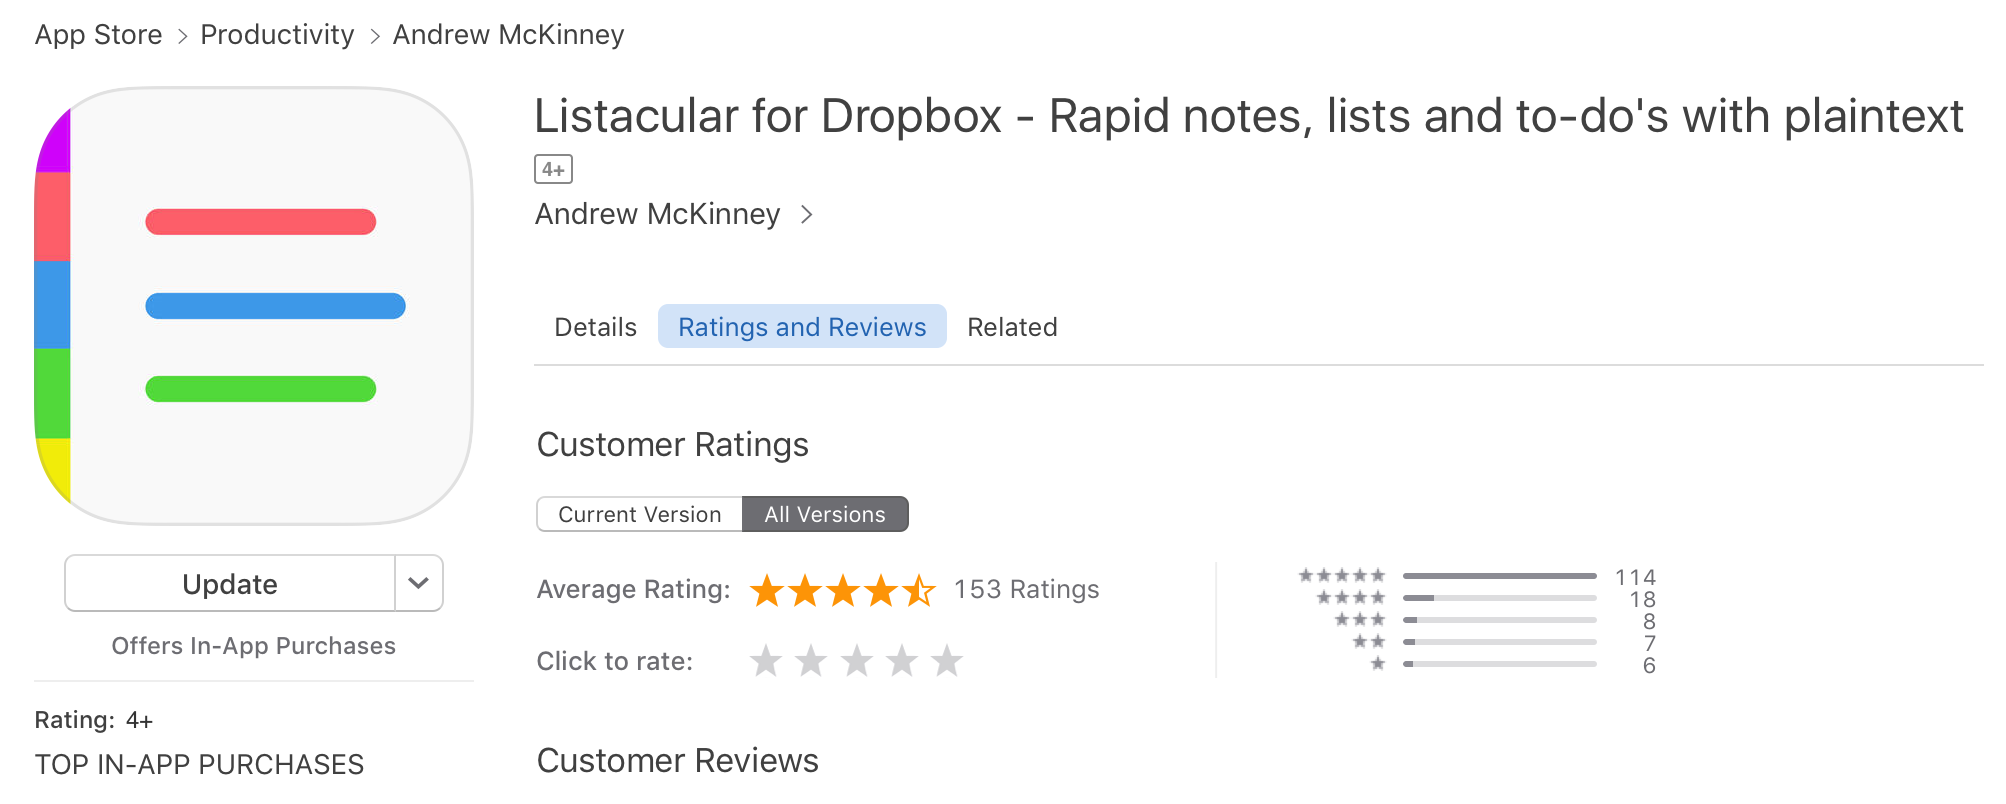 App Store > Productivity > Andrew McKinney
Listacular for Dropbox - Rapid notes, lists and to-do's with plaintext
4+
Andrew McKinney >
Details Ratings and Reviews Related
Customer Ratings
Current Version All Versions
Average Rating: 153 Ratings
Click to rate:
114
18
8
7
6
Customer Reviews
Update
Offers In-App Purchases
Rating: 4+
TOP IN-APP PURCHASES